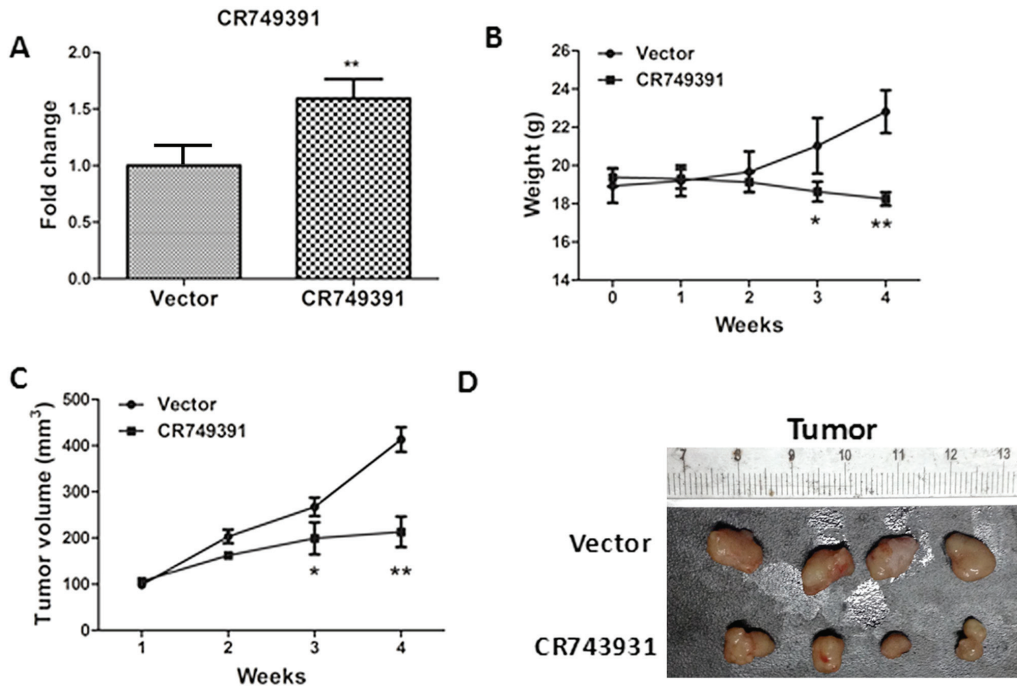 A
CR749391
Fold change
2.0
1.5
1.0
0.5
0.0
**
Vector
CR749391
B
Vector
CR749391
Weight (g)
26
24
22
20
18
16
14
*
**
0 1 2 3 4
Weeks
C
Vector
CR749391
Tumor volume (mm³)
500
400
300
200
100
0
*
**
1 2 3 4
Weeks
D
Tumor
7 8 9 10 11 12 13
Vector
CR743931